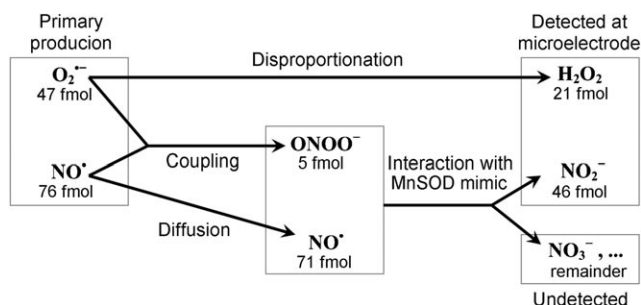 Primary
producion
O₂•−
47 fmol
NO•
76 fmol
Disproportionation
Coupling
Diffusion
ONOO−
5 fmol
NO•
71 fmol
Interaction with
MnSOD mimic
Detected at
microelectrode
H₂O₂
21 fmol
NO₂−
46 fmol
NO₃− , ...
remainder
Undetected